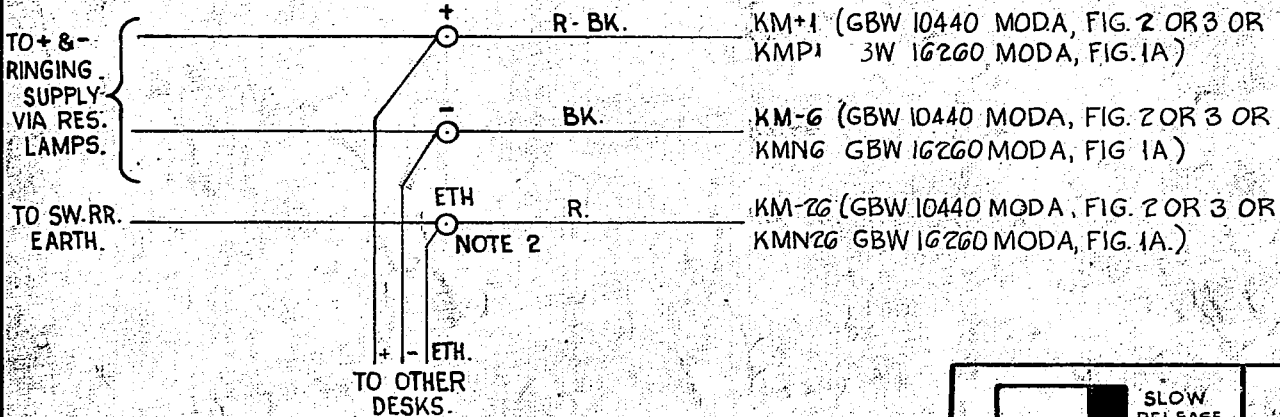 TO + & -
RINGING
SUPPLY
VIA RES.
LAMPS.
+
R-BK.
KM+1 (GBW 10440 MODA, FIG. 2 OR 3 OR
KMP1 3W 16260 MODA, FIG. 1A)
-
BK.
KM-6 (GBW 10440 MODA, FIG. 2 OR 3 OR
KMN6 GBW 16260 MODA, FIG 1A)
TO SW.RR.
EARTH.
ETH
NOTE 2
R.
KM-26 (GBW 10440 MODA, FIG. 2 OR 3 OR
KMN26 GBW 16260 MODA, FIG. 1A.)
+ - ETH.
TO OTHER
DESKS.
SLOW